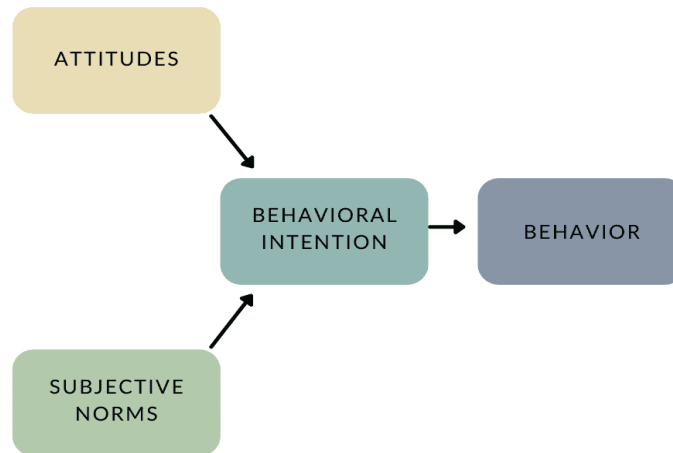 ATTITUDES
BEHAVIORAL
INTENTION
BEHAVIOR
SUBJECTIVE
NORMS